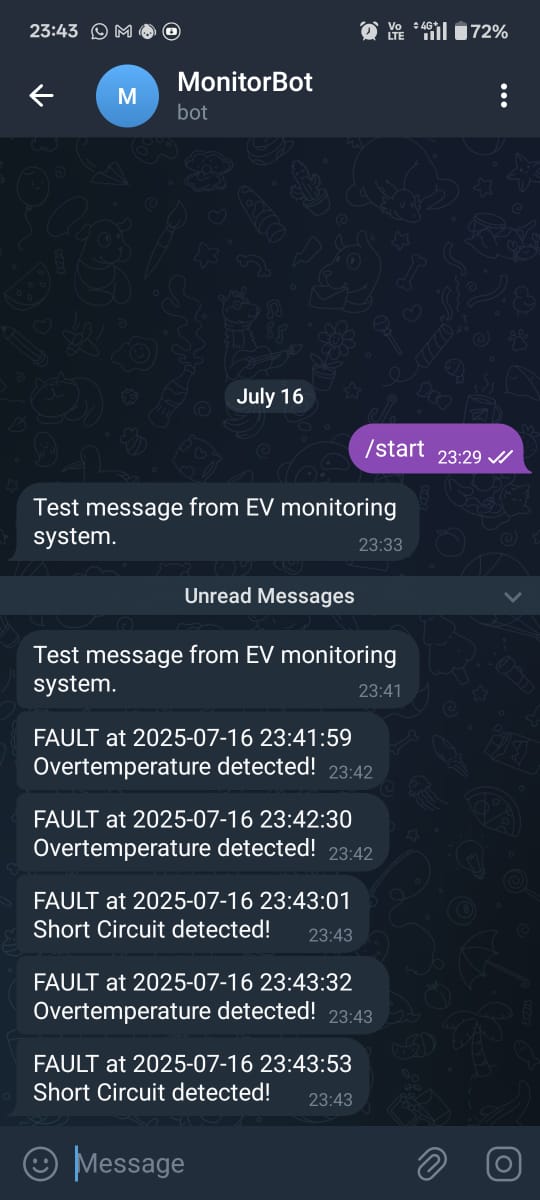 23:43
Vo LTE 4G+ 72%
M MonitorBot
bot
July 16
/start 23:29
Test message from EV monitoring
system. 23:33
Unread Messages
Test message from EV monitoring
system. 23:41
FAULT at 2025-07-16 23:41:59
Overtemperature detected! 23:42
FAULT at 2025-07-16 23:42:30
Overtemperature detected! 23:42
FAULT at 2025-07-16 23:43:01
Short Circuit detected! 23:43
FAULT at 2025-07-16 23:43:32
Overtemperature detected! 23:43
FAULT at 2025-07-16 23:43:53
Short Circuit detected! 23:43
Message